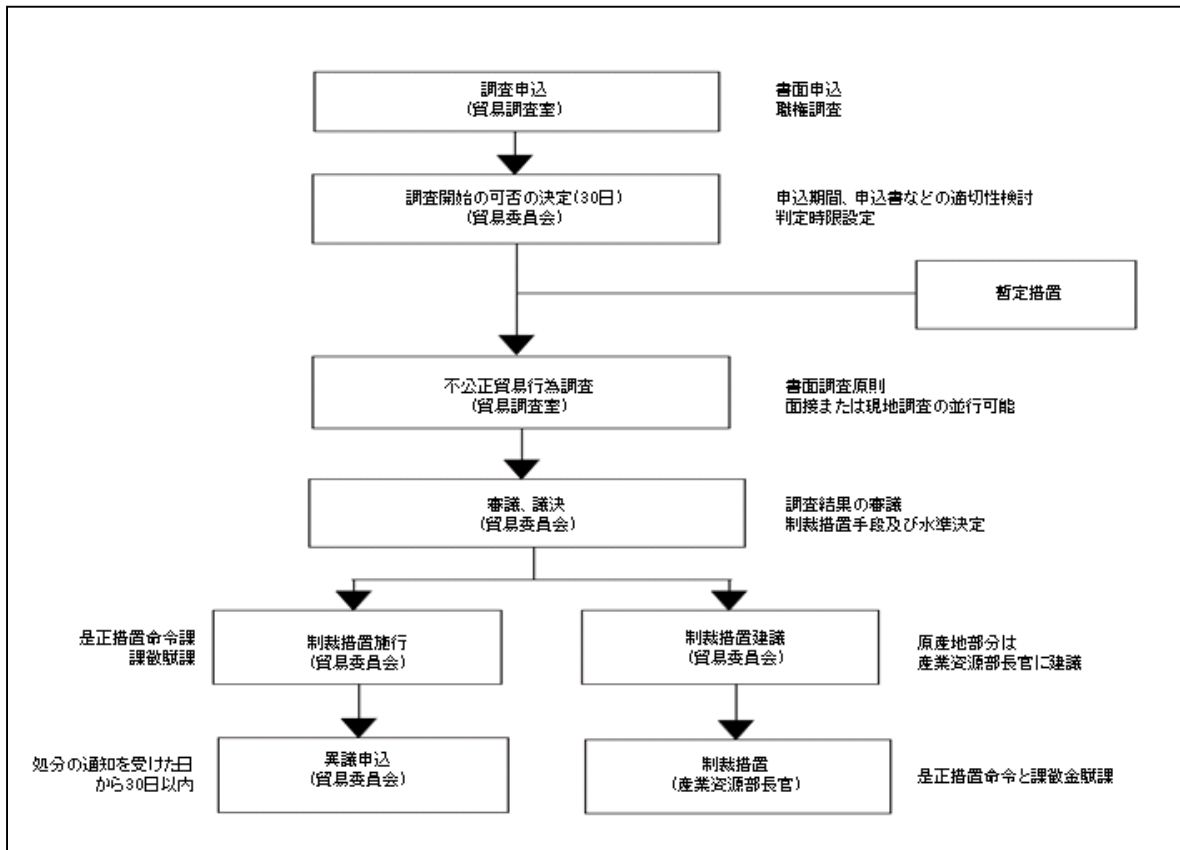 調査申込
(貿易調査室)
書面申込
職権調査
調査開始の可否の決定(30日)
(貿易委員会)
申込期間、申込書などの適切性検討
判定時限設定
暫定措置
不公正貿易行為調査
(貿易調査室)
書面調査原則
面接または現地調査の並行可能
審議、議決
(貿易委員会)
調査結果の審議
制裁措置手段及び水準決定
是正措置命令課
課徴賦課
制裁措置施行
(貿易委員会)
制裁措置建議
(貿易委員会)
原産地部分は
産業資源部長官に建議
処分の通知を受けた日
から30日以内
異議申込
(貿易委員会)
制裁措置
(産業資源部長官)
是正措置命令と課徴金賦課